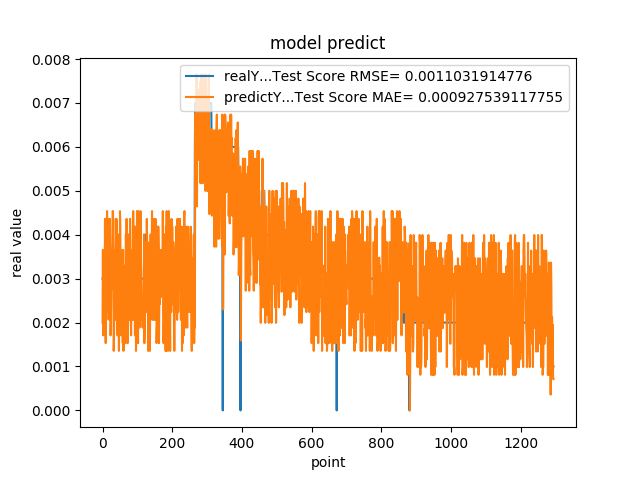 model predict
realY...Test Score RMSE= 0.0011031914776
predictY...Test Score MAE= 0.000927539117755
0.008
0.007
0.006
0.005
0.004
0.003
0.002
0.001
0.000
real value
0 200 400 600 800 1000 1200
point